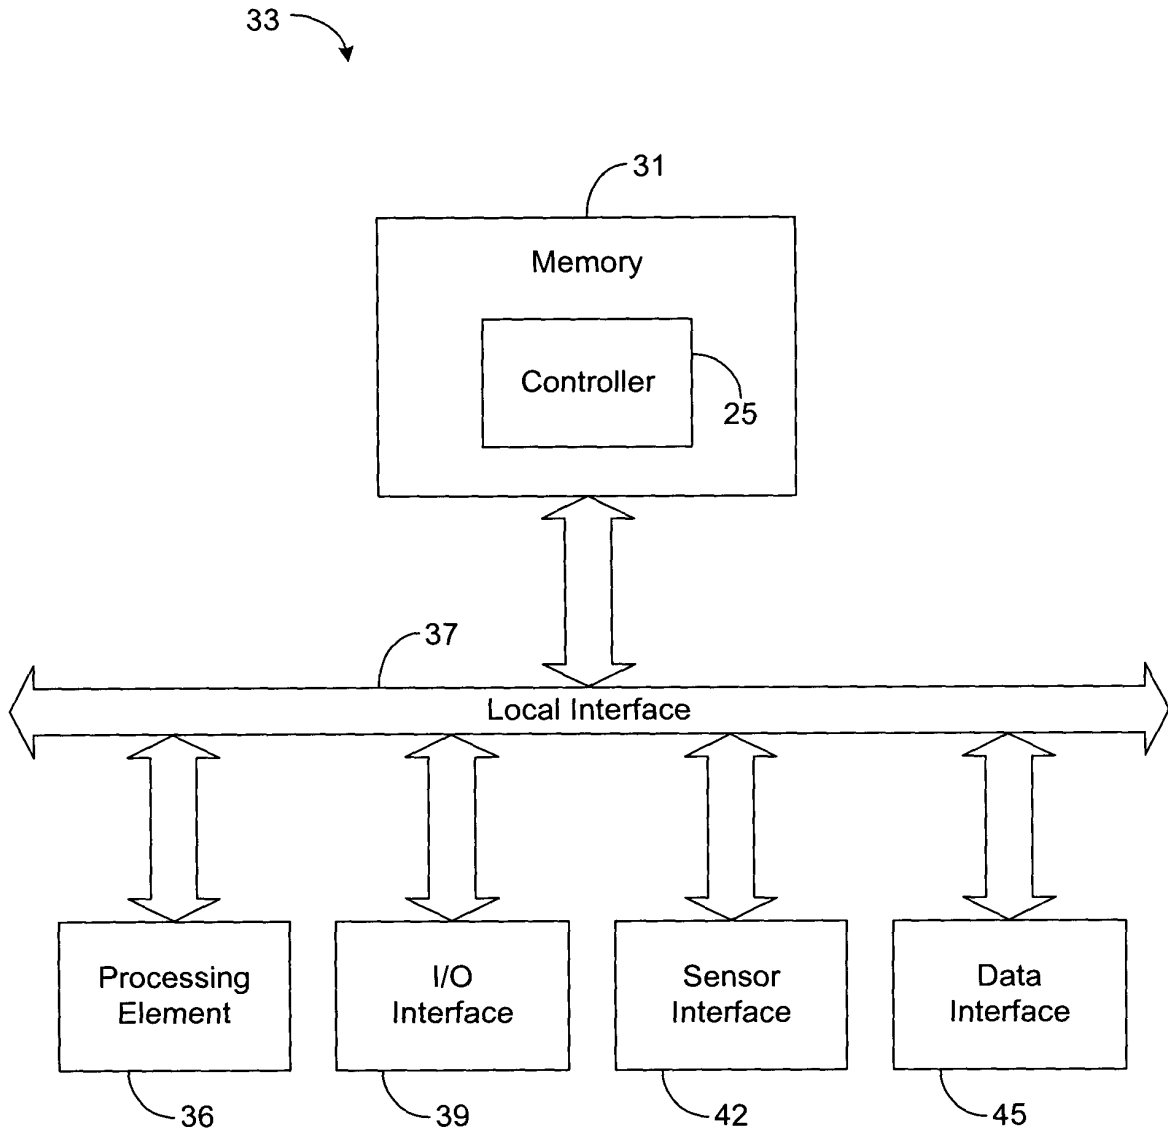 33
31
Memory
Controller
25
37
Local Interface
Processing
Element
I/O
Interface
Sensor
Interface
Data
Interface
36
39
42
45